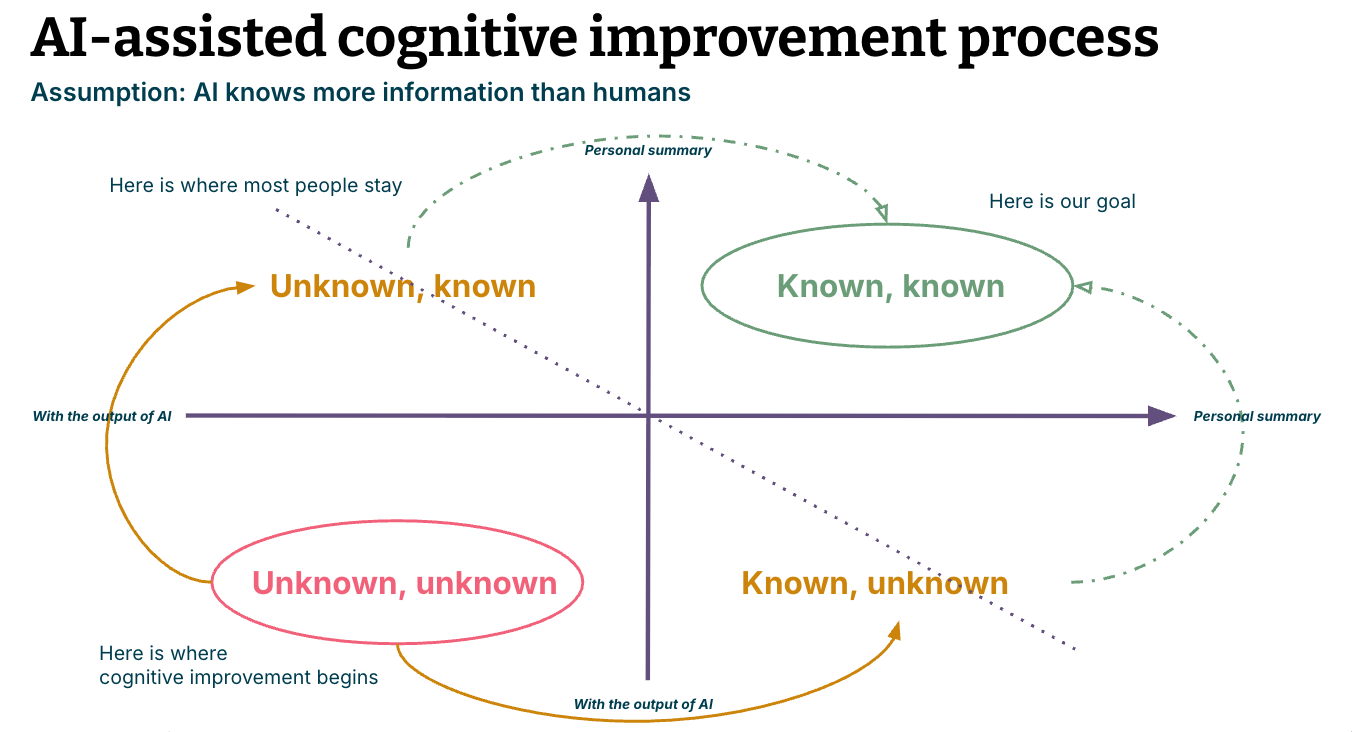 AI-assisted cognitive improvement process
Assumption: AI knows more information than humans
Personal summary
Here is where most people stay
Here is our goal
Unknown, known
Known, known
With the output of AI
Personal summary
Unknown, unknown
Known, unknown
Here is where
cognitive improvement begins
With the output of AI